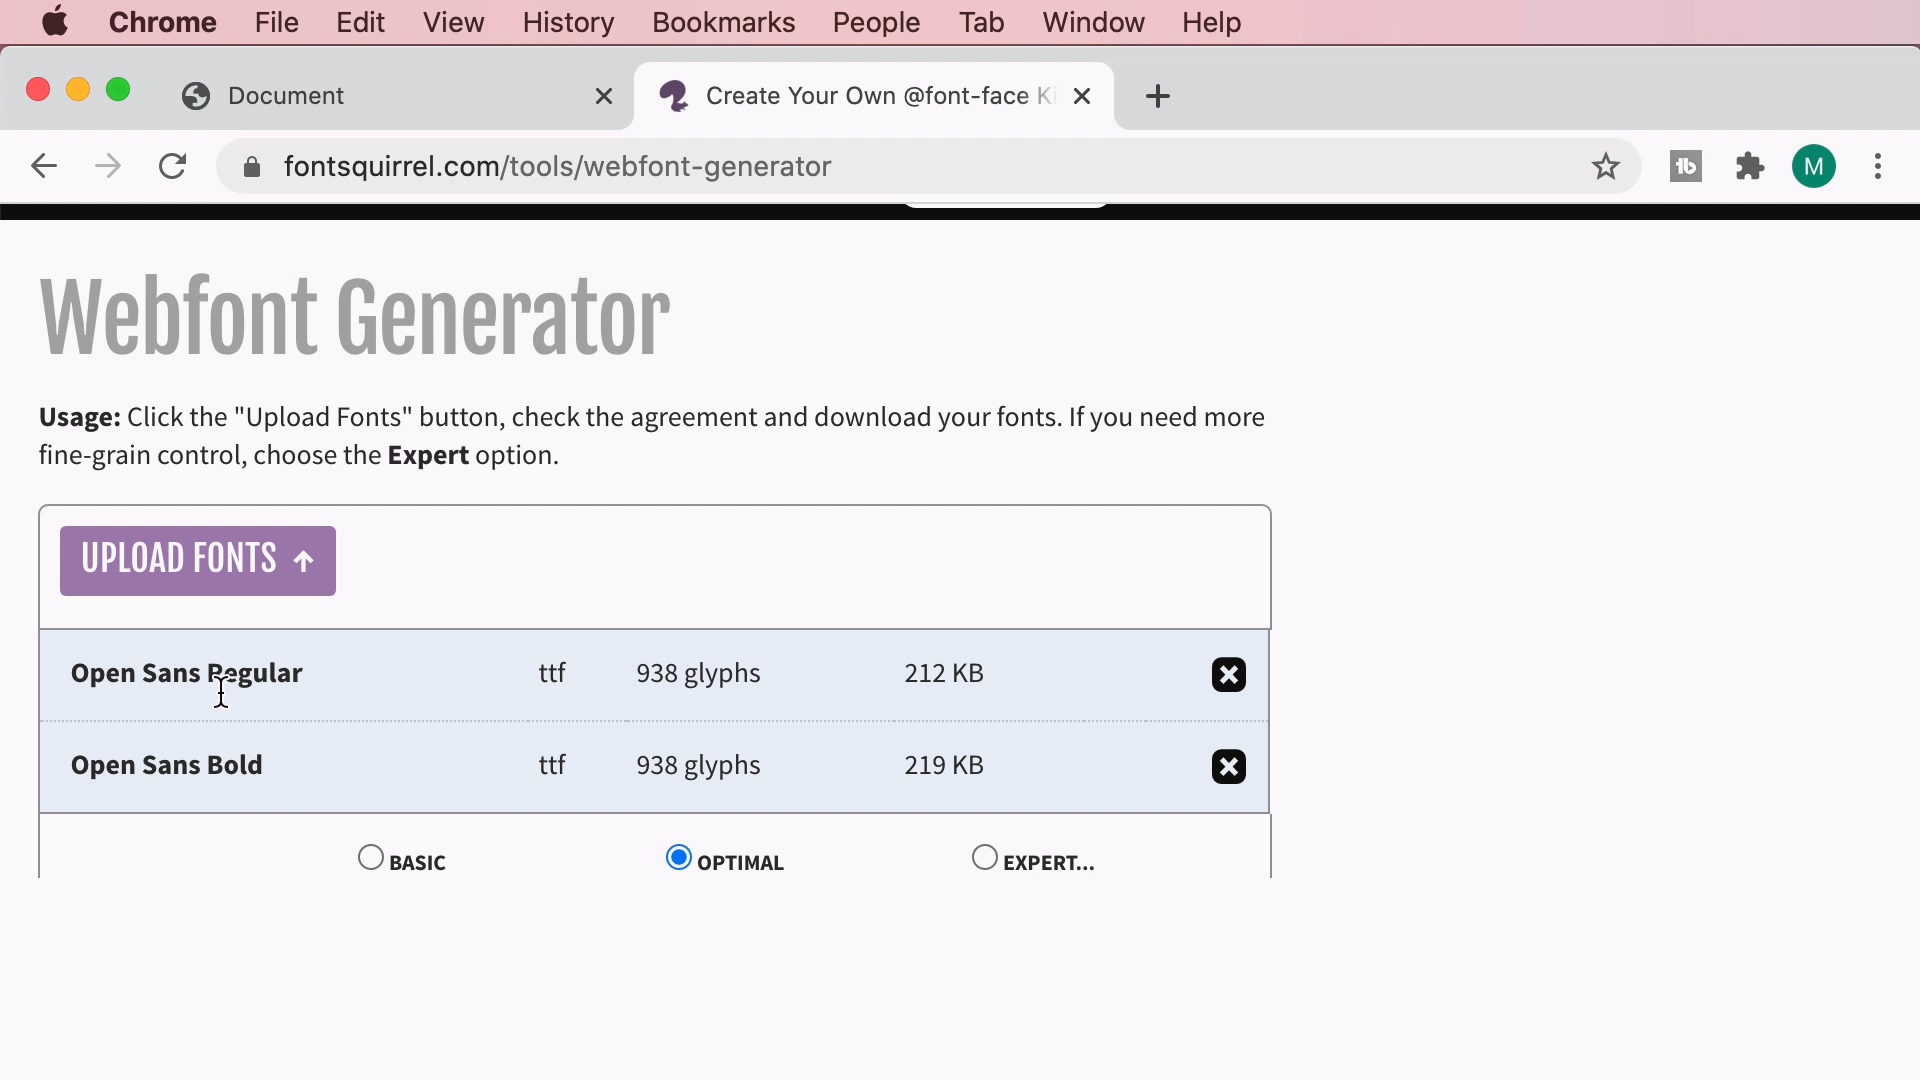 Chrome File Edit View History Bookmarks People Tab Window Help
Document
Create Your Own @font-face Ki
fontsquirrel.com/tools/webfont-generator
M
Webfont Generator
Usage: Click the "Upload Fonts" button, check the agreement and download your fonts. If you need more
fine-grain control, choose the Expert option.
UPLOAD FONTS
Open Sans Regular ttf 938 glyphs 212 KB
Open Sans Bold ttf 938 glyphs 219 KB
BASIC OPTIMAL EXPERT...